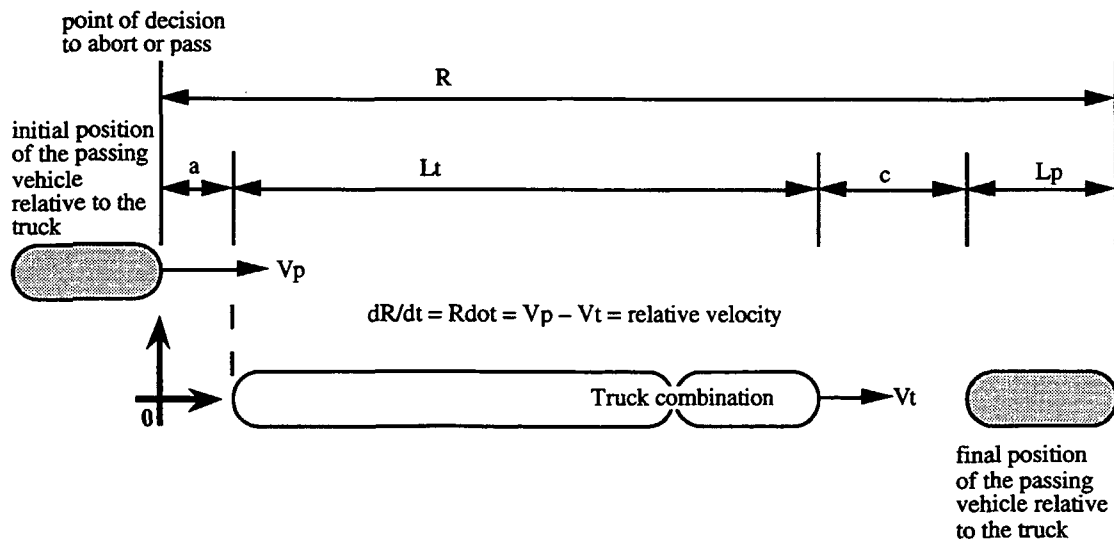 point of decision
to abort or pass
R
initial position
of the passing
vehicle
relative to the
truck
a
Lt
c
Lp
Vp
dR/dt = Rdot = Vp – Vt = relative velocity
0
Truck combination
Vt
final position
of the passing
vehicle relative
to the truck